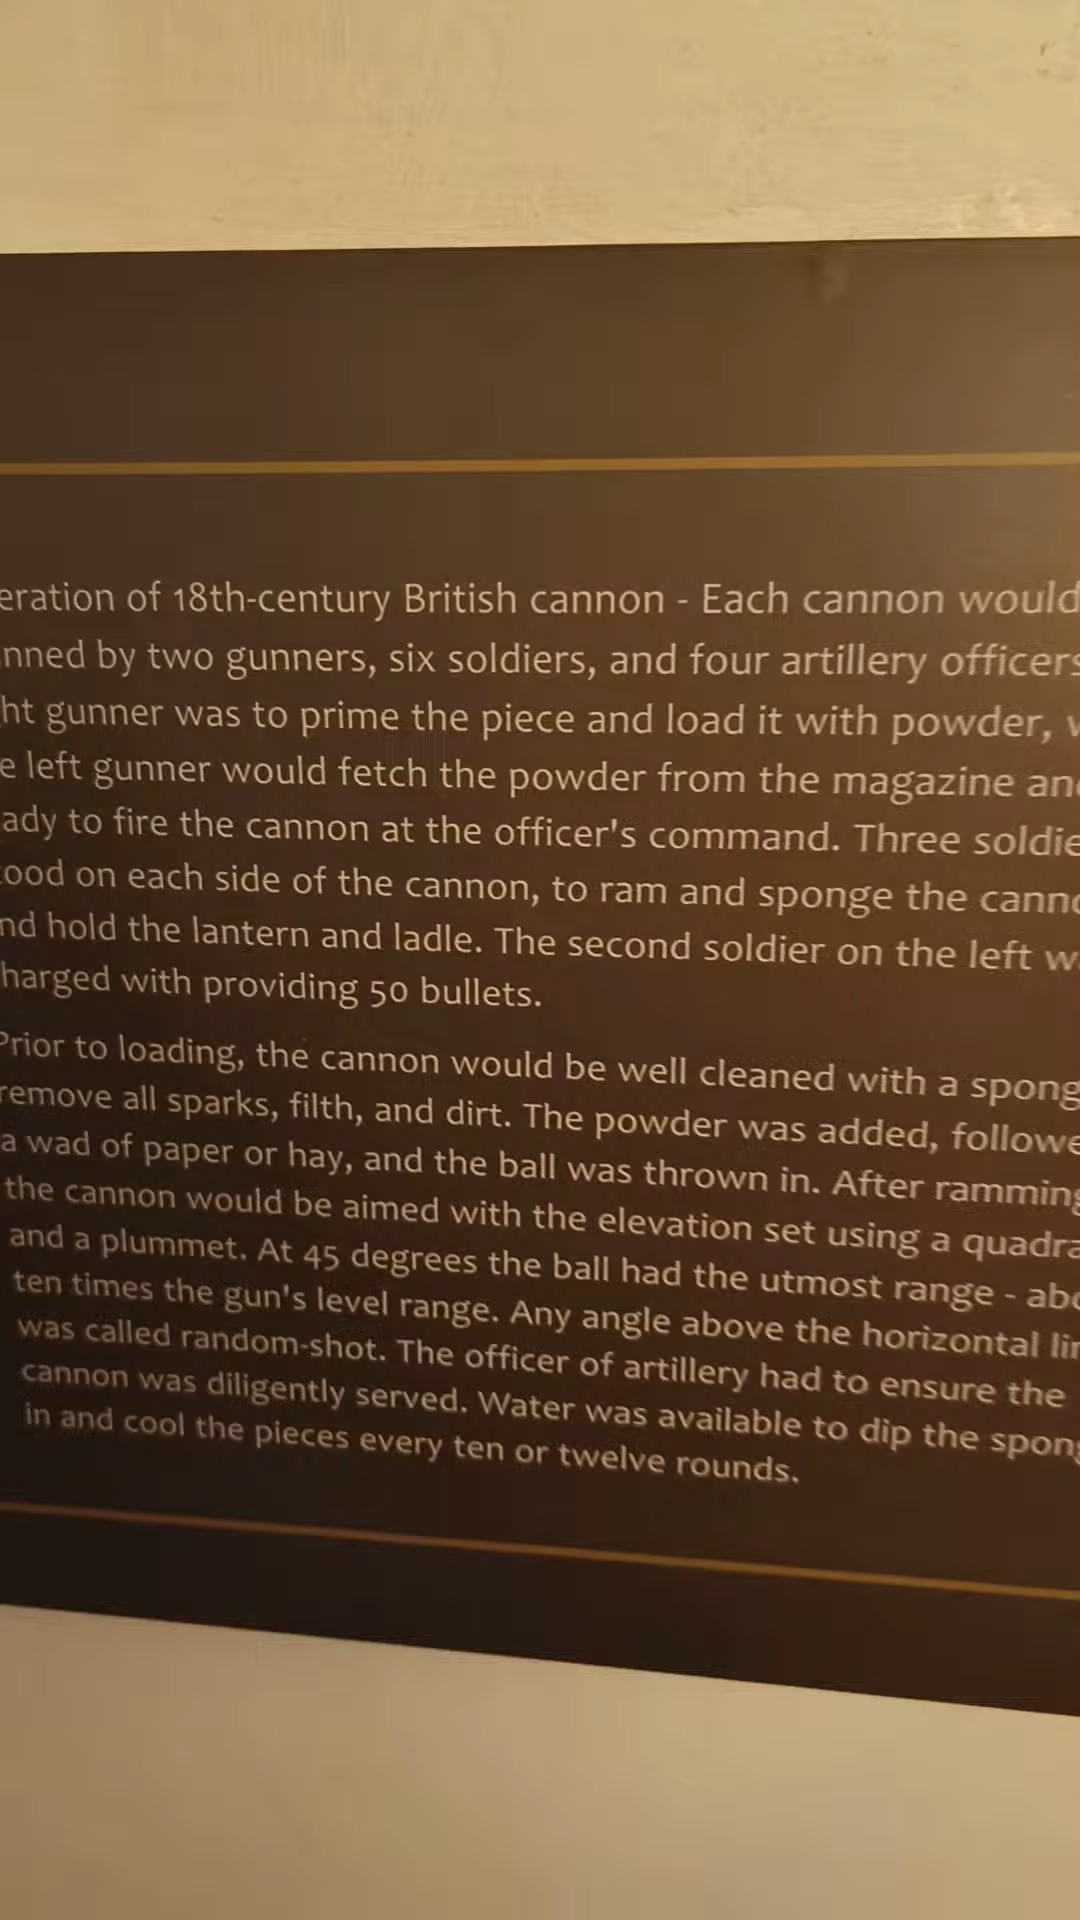 eration of 18th-century British cannon - Each cannon would
nned by two gunners, six soldiers, and four artillery officers
ht gunner was to prime the piece and load it with powder, w
e left gunner would fetch the powder from the magazine and
ady to fire the cannon at the officer's command. Three soldie
ood on each side of the cannon, to ram and sponge the canno
nd hold the lantern and ladle. The second soldier on the left wa
harged with providing 50 bullets.
Prior to loading, the cannon would be well cleaned with a spong
remove all sparks, filth, and dirt. The powder was added, followe
a wad of paper or hay, and the ball was thrown in. After ramming
the cannon would be aimed with the elevation set using a quadra
and a plummet. At 45 degrees the ball had the utmost range - abo
ten times the gun's level range. Any angle above the horizontal lin
was called random-shot. The officer of artillery had to ensure the
cannon was diligently served. Water was available to dip the spong
in and cool the pieces every ten or twelve rounds.